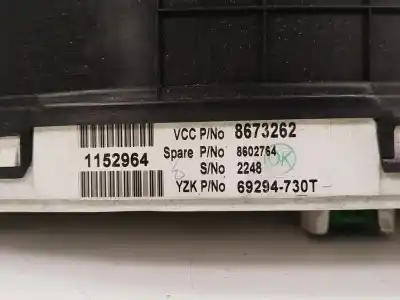 VCC P/No 8673262
1152964
Spare P/No 8602764
OK
S/No 2248
YZK P/No 69294-730T